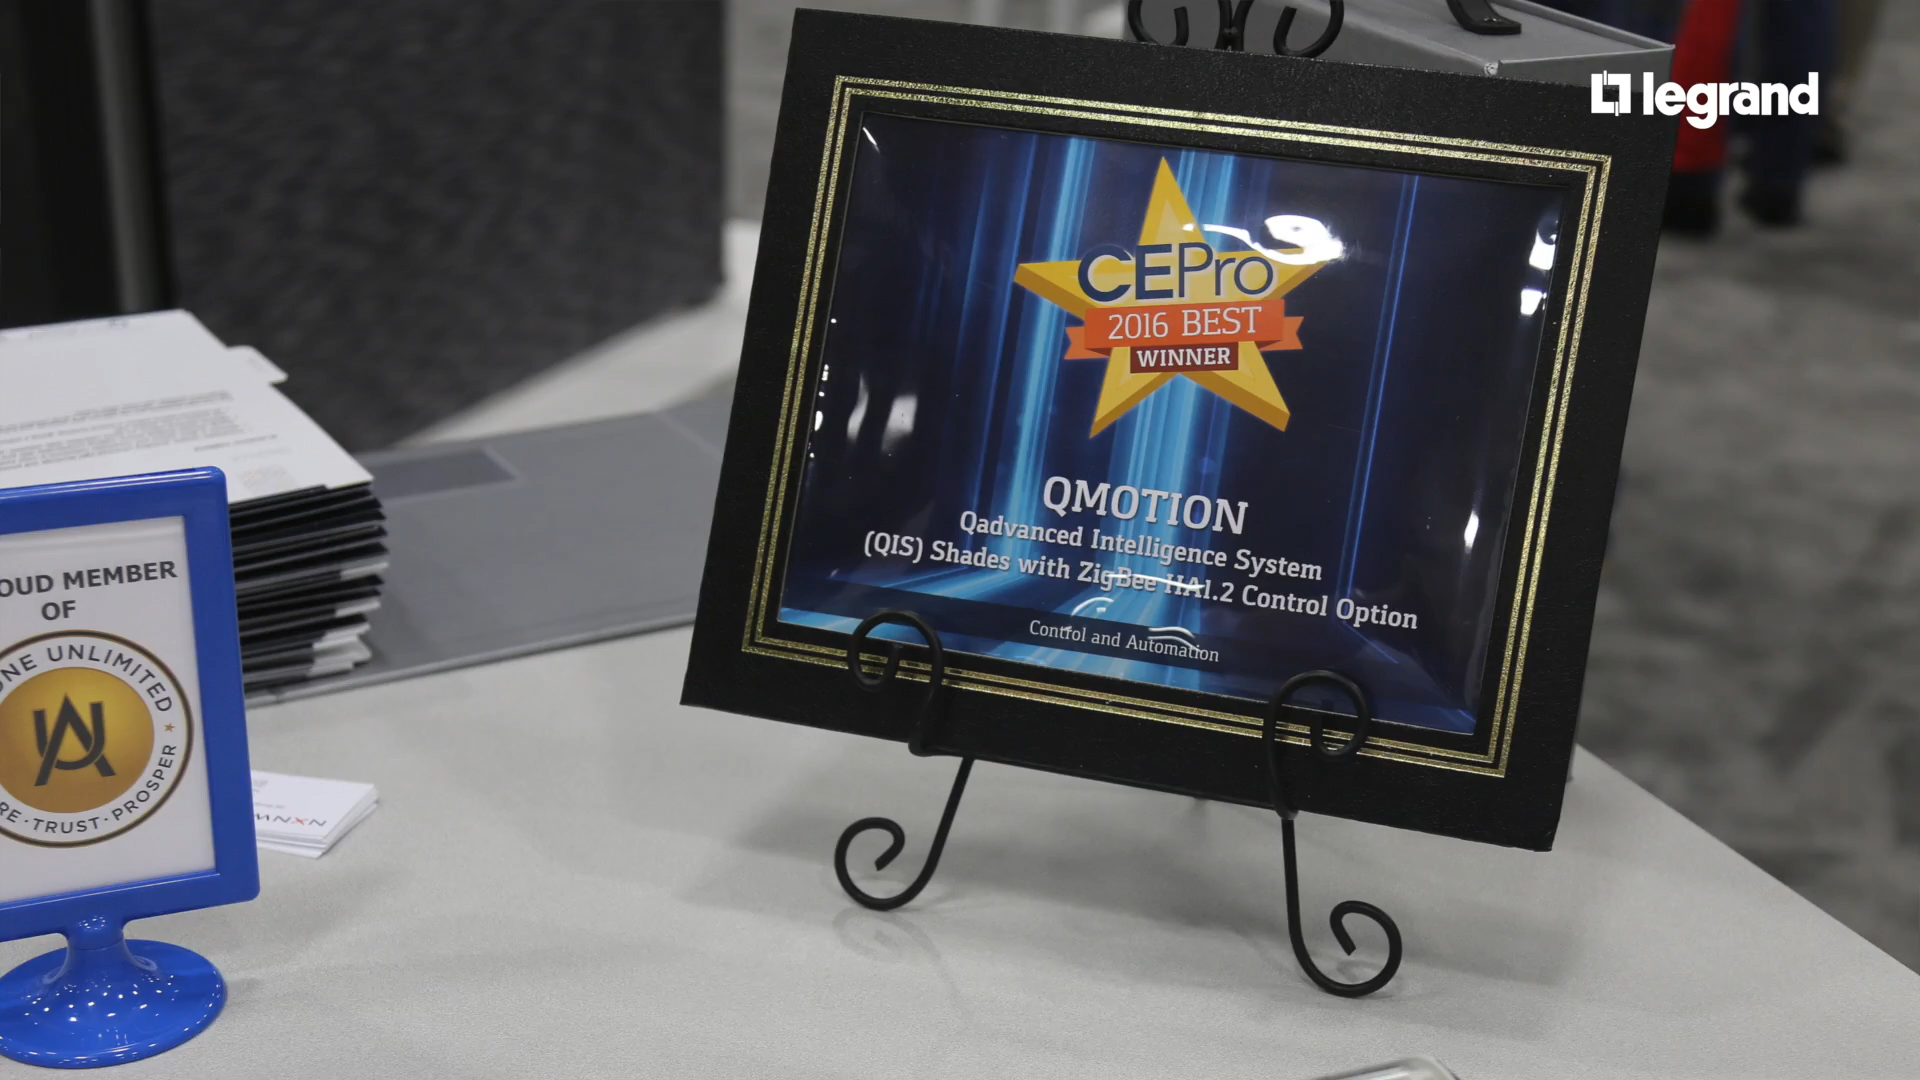 legrand
CEPro
2016 BEST
WINNER
QMOTION
Qadvanced Intelligence System
(QIS) Shades with ZigBee HA1.2 Control Option
Control and Automation
OUD MEMBER
OF
NE UNLIMITED
RE · TRUST · PROSPER